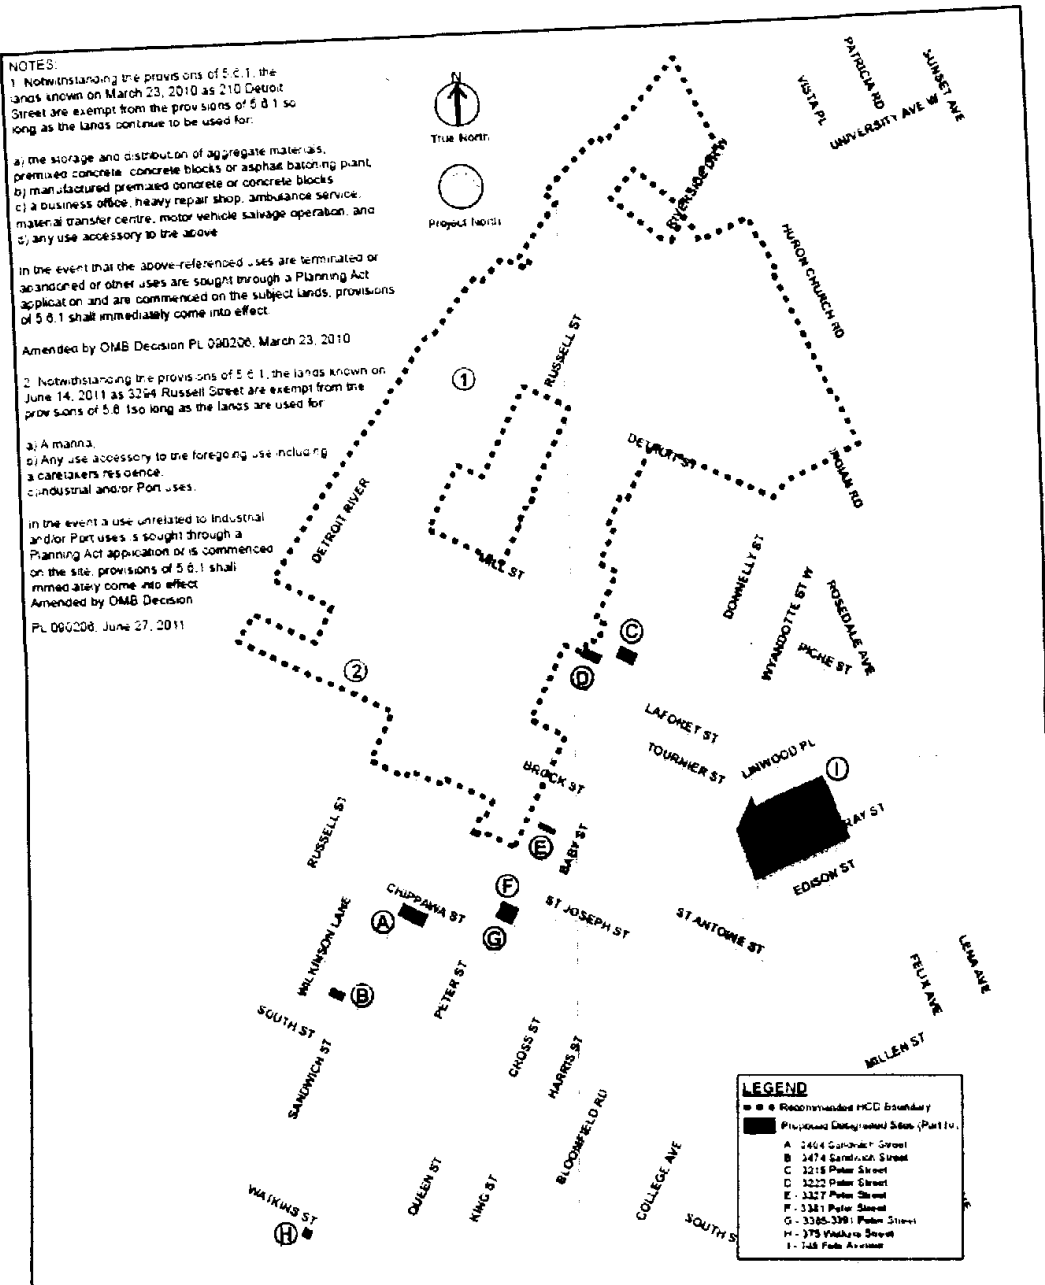 NOTES:
1. Notwithstanding the provisions of 5.6.1, the
lands known on March 23, 2010 as 210 Detroit
Street are exempt from the provisions of 5.6.1 so
long as the lands continue to be used for:
a) the storage and distribution of aggregate materials,
premixed concrete, concrete blocks or asphalt batching plant,
b) manufactured premixed concrete or concrete blocks
c) a business office, heavy repair shop, ambulance service,
material transfer centre, motor vehicle salvage operation, and
d) any use accessory to the above
In the event that the above-referenced uses are terminated or
abandoned or other uses are sought through a Planning Act
application and are commenced on the subject lands, provisions
of 5.6.1 shall immediately come into effect.
Amended by OMB Decision PL 090206, March 23, 2010
2. Notwithstanding the provisions of 5.6.1, the lands known on
June 14, 2011 as 3294 Russell Street are exempt from the
provisions of 5.6.1so long as the lands are used for
a) A marina,
b) Any use accessory to the foregoing use including
a caretakers residence.
c)Industrial and/or Port uses.
In the event a use unrelated to Industrial
and/or Port uses is sought through a
Planning Act application or is commenced
on the site, provisions of 5.6.1 shall
immediately come into effect
Amended by OMB Decision
PL 090206, June 27, 2011
N
True North
Project North
VISTA PL
PATRICIA RD
SUNSET AVE
UNIVERSITY AVE W
RIVERSIDE DR W
HURON CHURCH RD
RUSSELL ST
1
DETROIT ST
INDIAN RD
DETROIT RIVER
MILL ST
DONNELLY ST
WYANDOTTE ST W
ROSEDALE AVE
PICHE ST
C
D
2
LAFORET ST
TOURNIER ST
LINWOOD PL
I
BROCK ST
RAY ST
EDISON ST
RUSSELL ST
E
BABY ST
F
CHIPPAWA ST
A
G
ST JOSEPH ST
ST ANTOINE ST
WILKINSON LANE
B
PETER ST
SOUTH ST
SANDWICH ST
CROSS ST
HARRIS ST
FELIX AVE
LENA AVE
MILLEN ST
BLOOMFIELD RD
QUEEN ST
KING ST
COLLEGE AVE
SOUTH S
WATKINS ST
H
LEGEND
Recommended HCD Boundary
Proposed Designated Sites (Part IV)
A - 3404 Sandwich Street
B - 3474 Sandwich Street
C - 3215 Peter Street
D - 3222 Peter Street
E - 3327 Peter Street
F - 3381 Peter Street
G - 3385-3391 Peter Street
H - 375 Watkins Street
I - 749 Felix Avenue